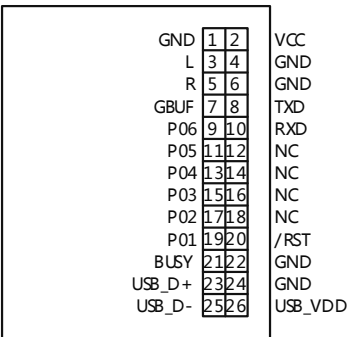 GND 1 2 VCC
L 3 4 GND
R 5 6 GND
GBUF 7 8 TXD
P06 9 10 RXD
P05 11 12 NC
P04 13 14 NC
P03 15 16 NC
P02 17 18 NC
P01 19 20 /RST
BUSY 21 22 GND
USB_D+ 23 24 GND
USB_D- 25 26 USB_VDD